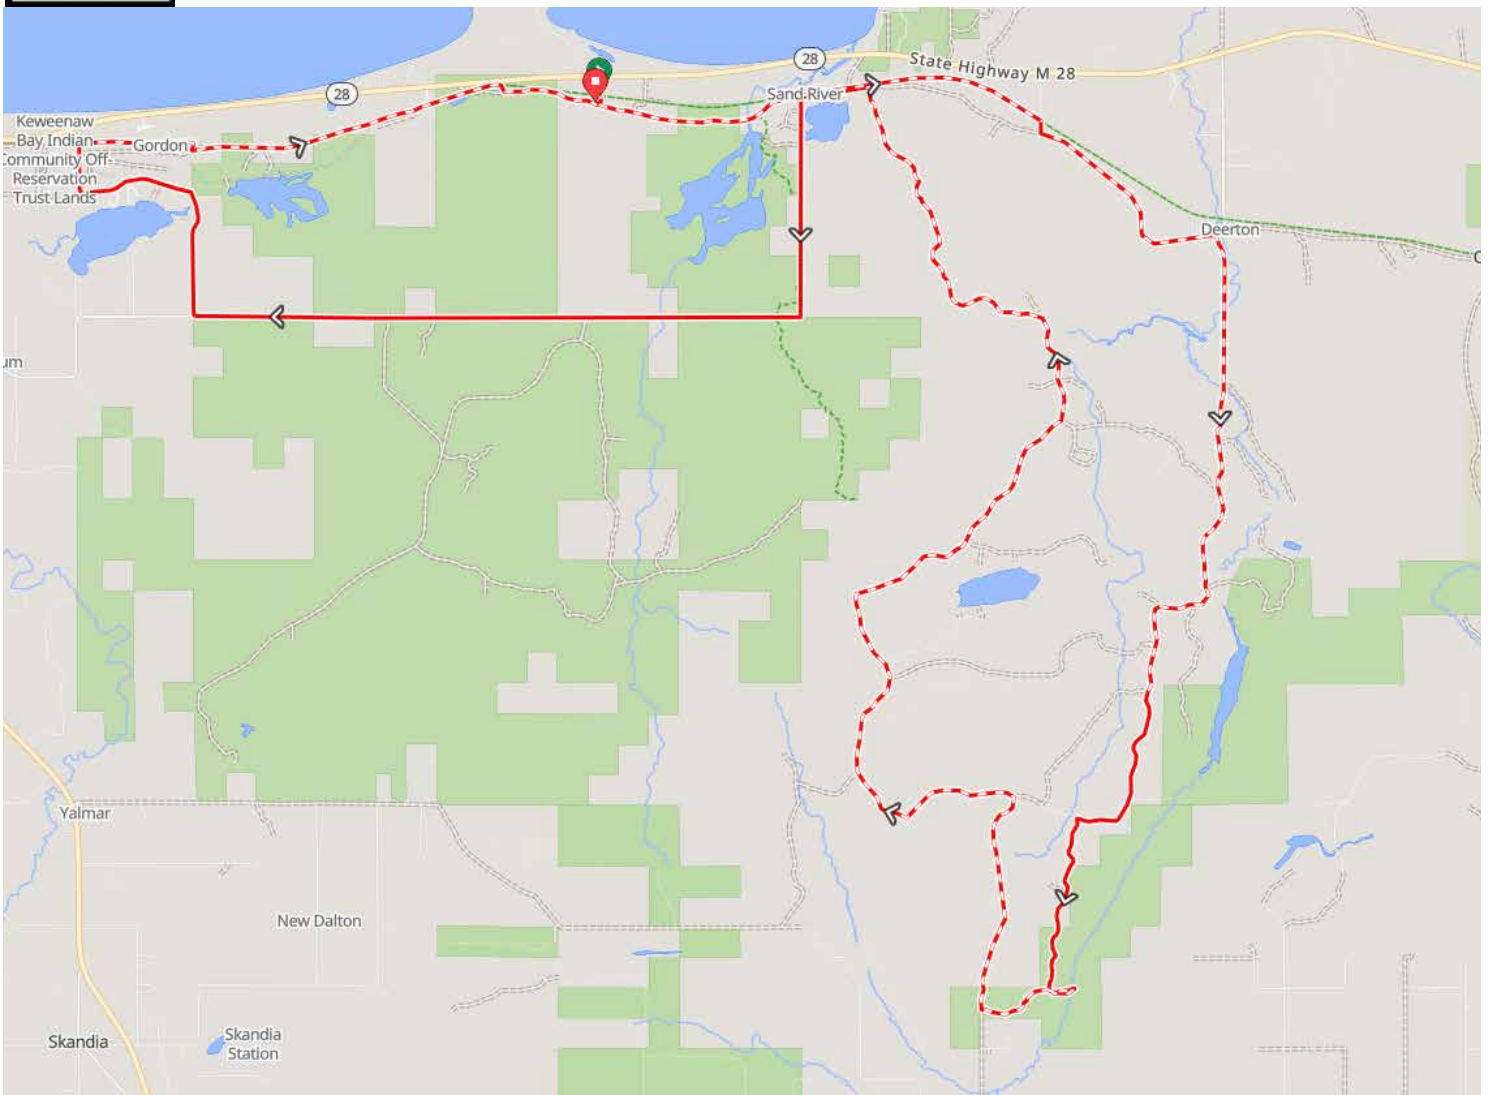 28
State Highway M 28
28
Sand River
Keweenaw
Bay Indian
Community Off-
Reservation
Trust Lands
Gordon
Deerton
um
Yalmar
New Dalton
Skandia
Skandia
Station